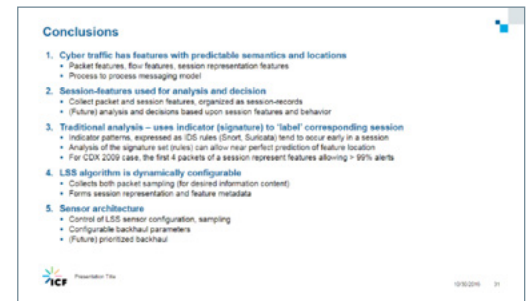 Conclusions
1. Cyber traffic has features with predictable semantics and locations
• Packet features, flow features, session representation features
• Process to process messaging model
2. Session-features used for analysis and decision
• Collect packet and session features, organized as session-records
• (Future) analysis and decisions based upon session features and behavior
3. Traditional analysis – uses indicator (signature) to 'label' corresponding session
• Indicator patterns, expressed as IDS rules (Snort, Suricata) tend to occur early in a session
• Analysis of the signature set (rules) can allow near perfect prediction of feature location
• For CDX 2009 case, the first 4 packets of a session represent features allowing > 99% alerts
4. LSS algorithm is dynamically configurable
• Collects both packet sampling (for desired information content)
• Forms session representation and feature metadata
5. Sensor architecture
• Control of LSS sensor configuration, sampling
• Configurable backhaul parameters
• (Future) prioritized backhaul
ICF Presentation Title
31